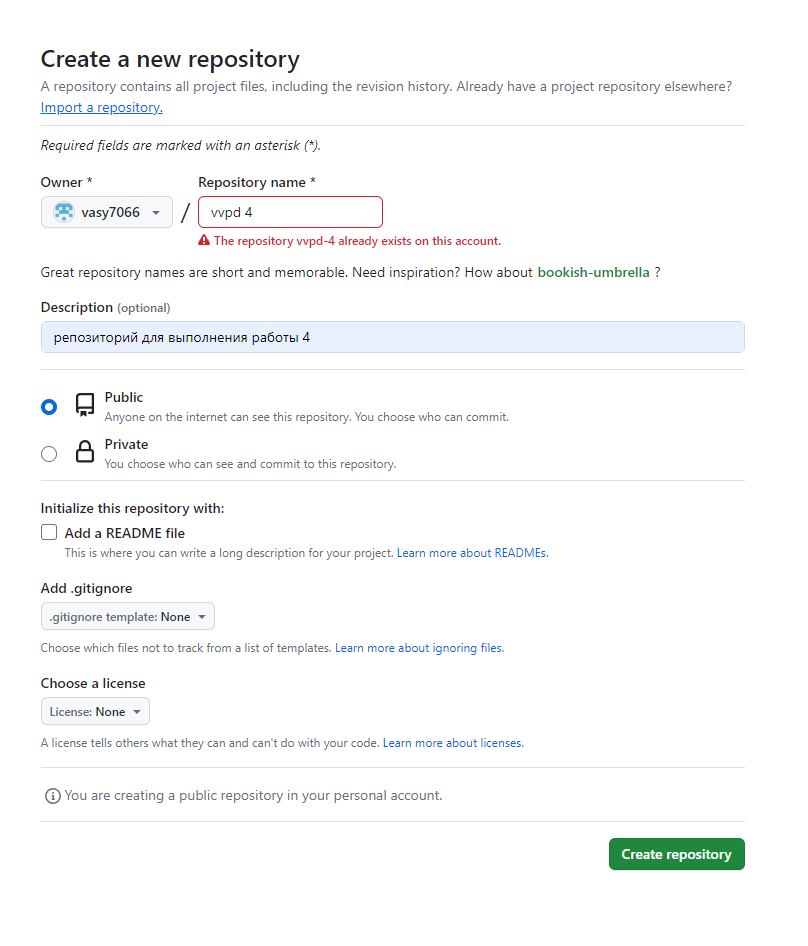 Create a new repository
A repository contains all project files, including the revision history. Already have a project repository elsewhere?
Import a repository.
Required fields are marked with an asterisk (*).
Owner * Repository name *
vasy7066 / vvpd 4
The repository vvpd-4 already exists on this account.
Great repository names are short and memorable. Need inspiration? How about bookish-umbrella ?
Description (optional)
репозиторий для выполнения работы 4
Public
Anyone on the internet can see this repository. You choose who can commit.
Private
You choose who can see and commit to this repository.
Initialize this repository with:
Add a README file
This is where you can write a long description for your project. Learn more about READMEs.
Add .gitignore
.gitignore template: None
Choose which files not to track from a list of templates. Learn more about ignoring files.
Choose a license
License: None
A license tells others what they can and can't do with your code. Learn more about licenses.
You are creating a public repository in your personal account.
Create repository